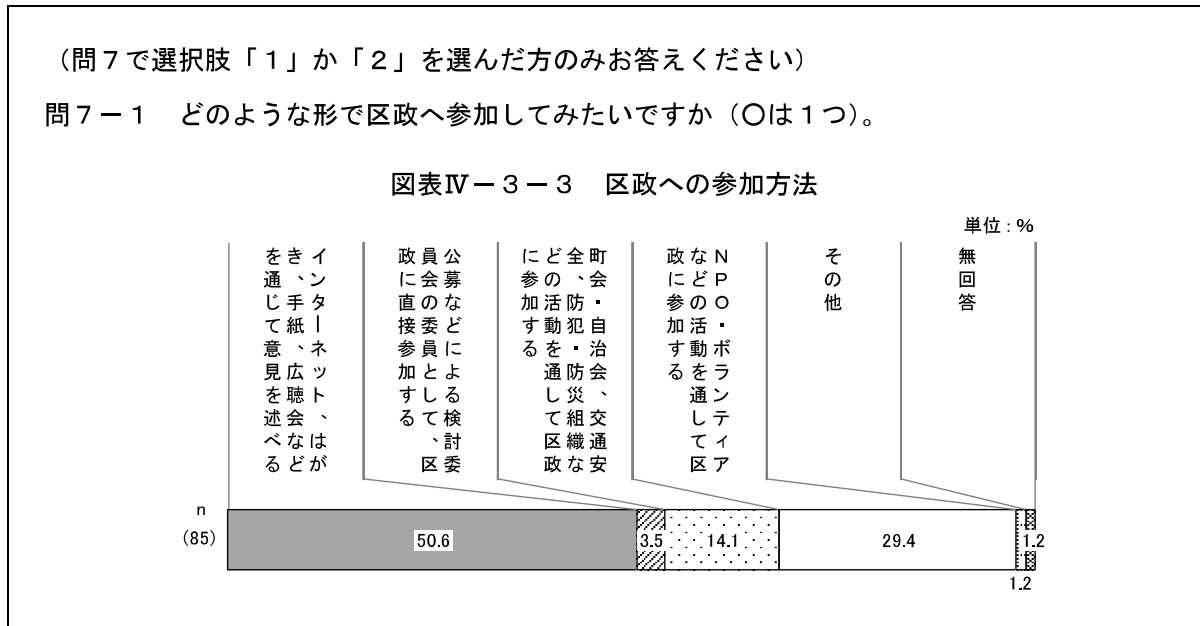 （問７で選択肢「１」か「２」を選んだ方のみお答えください）
問７－１　どのような形で区政へ参加してみたいですか（〇は１つ）。
図表Ⅳ－３－３　区政への参加方法
単位：％
インターネット、はが
き、手紙、広聴会など
を通じて意見を述べる
公募などによる検討委
員会の委員として、区
政に直接参加する
町会・自治会、交通安
全、防犯・防災組織な
どの活動を通して区政
に参加する
ＮＰＯ・ボランティア
などの活動を通して区
政に参加する
その他
無回答
n
(85)
50.6
3.5
14.1
29.4
1.2
1.2